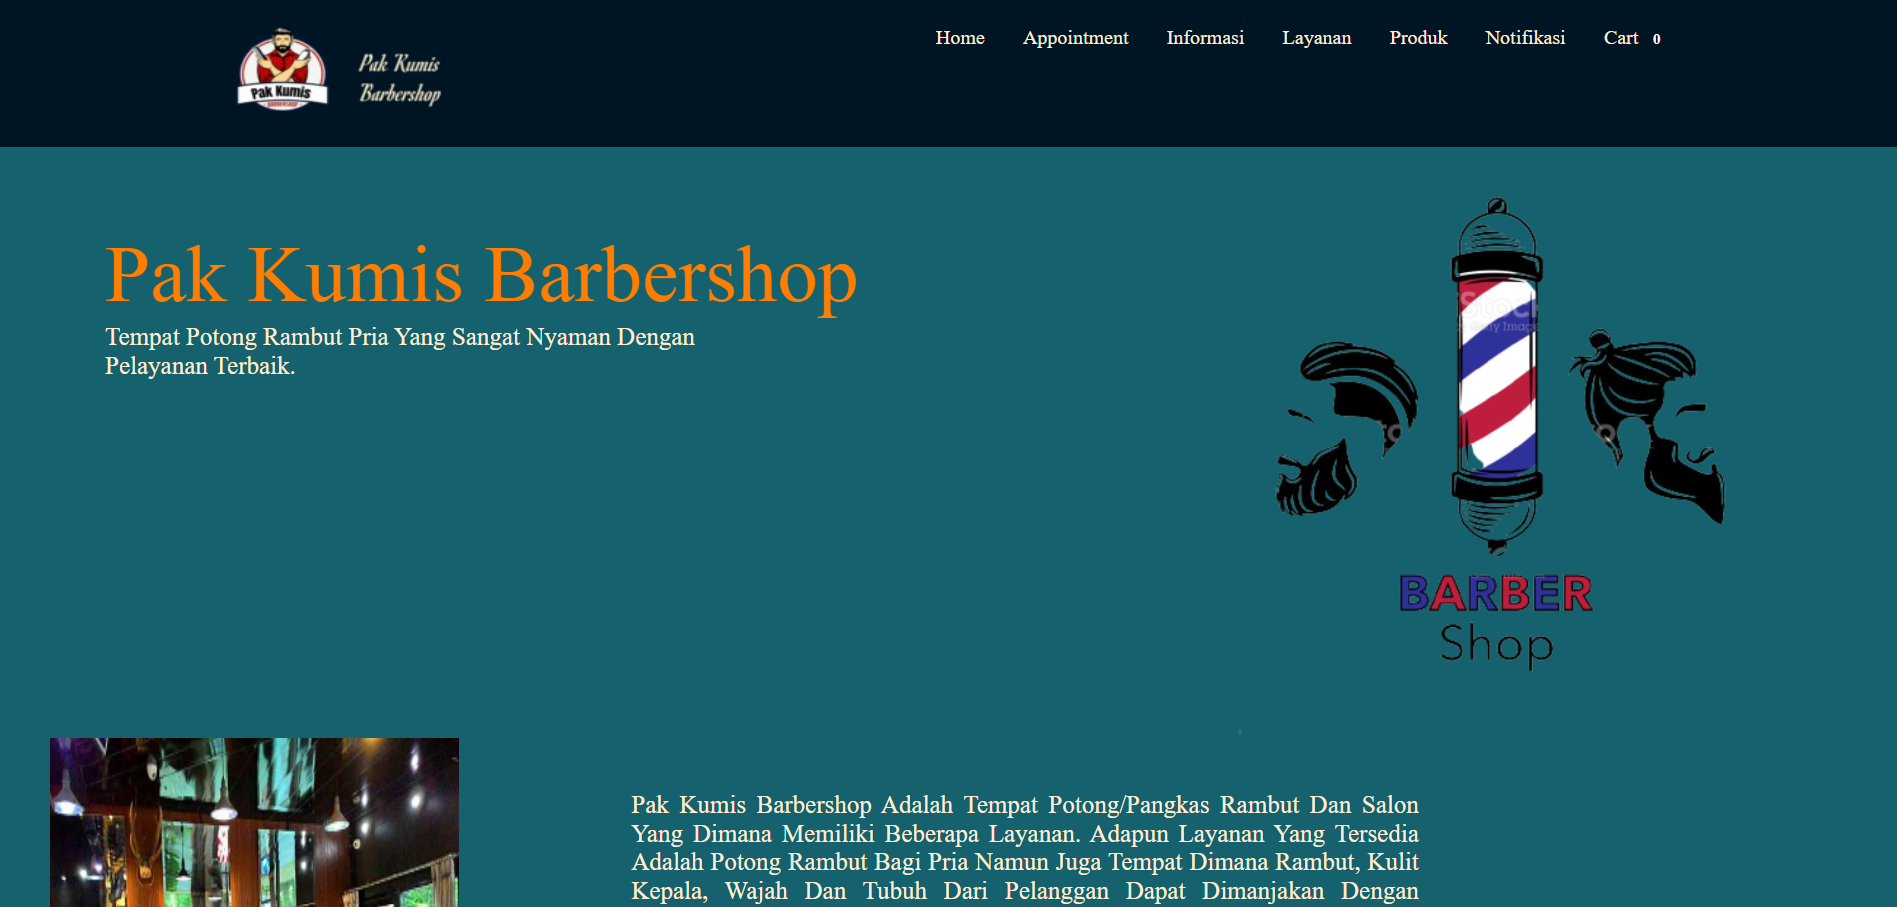 Home Appointment Informasi Layanan Produk Notifikasi Cart 0
Pak Kumis
Pak Kumis
Barbershop
BARBERSHOP
Pak Kumis Barbershop
Tempat Potong Rambut Pria Yang Sangat Nyaman Dengan
Pelayanan Terbaik.
BARBER
Shop
Pak Kumis Barbershop Adalah Tempat Potong/Pangkas Rambut Dan Salon
Yang Dimana Memiliki Beberapa Layanan. Adapun Layanan Yang Tersedia
Adalah Potong Rambut Bagi Pria Namun Juga Tempat Dimana Rambut, Kulit
Kepala, Wajah Dan Tubuh Dari Pelanggan Dapat Dimanjakan Dengan